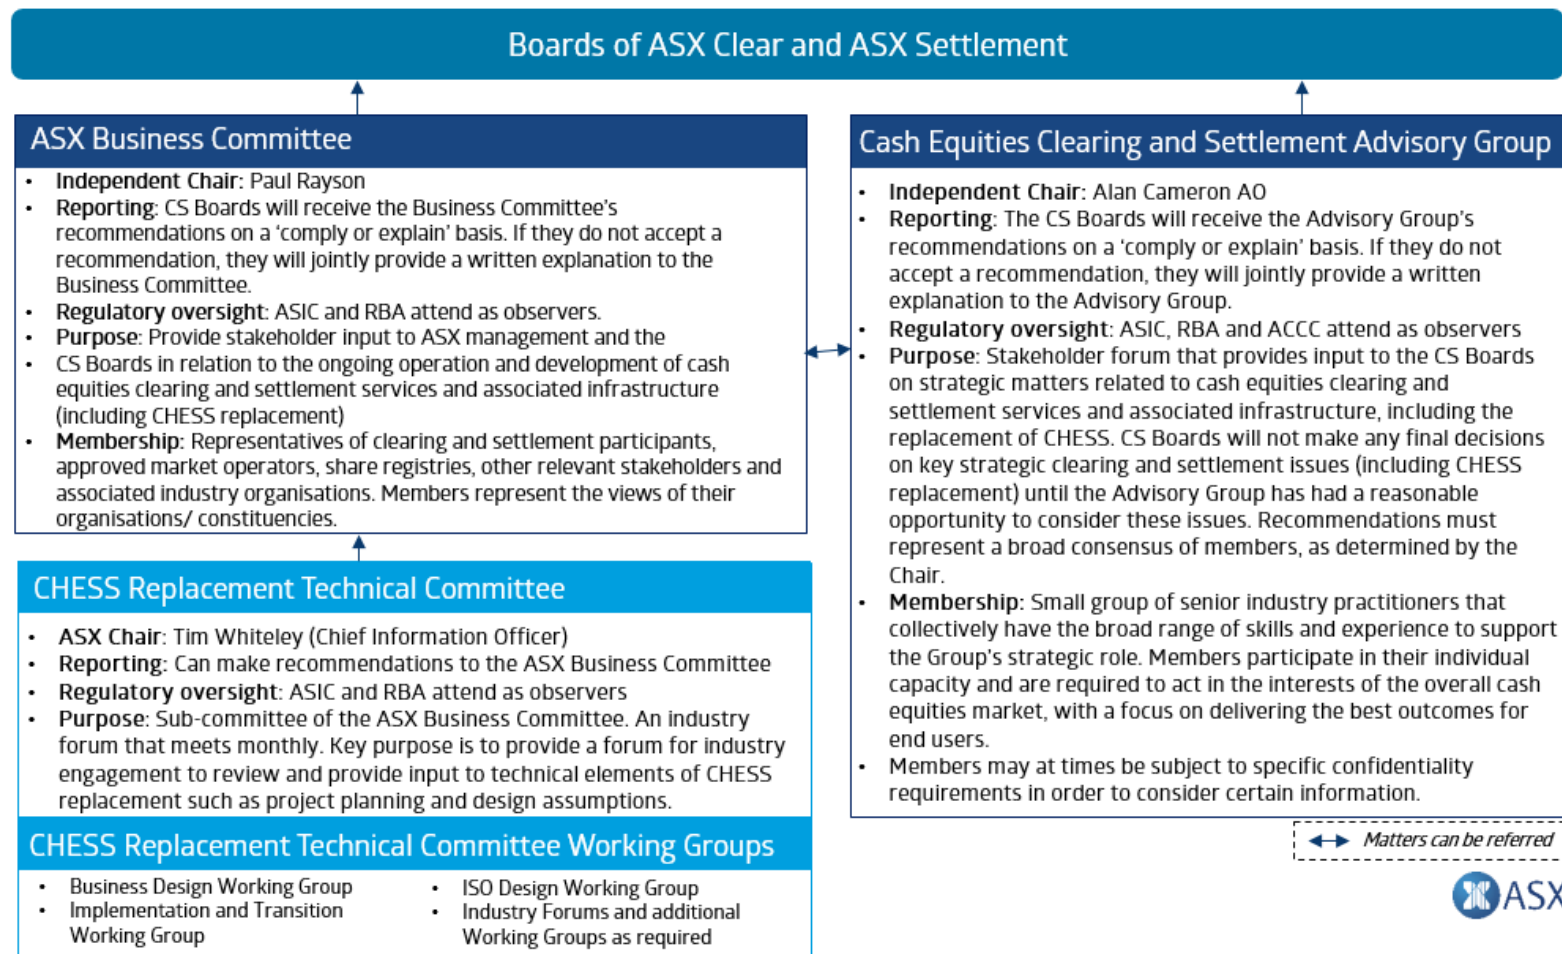 Boards of ASX Clear and ASX Settlement
ASX Business Committee
• Independent Chair: Paul Rayson
• Reporting: CS Boards will receive the Business Committee's
recommendations on a 'comply or explain' basis. If they do not accept a
recommendation, they will jointly provide a written explanation to the
Business Committee.
• Regulatory oversight: ASIC and RBA attend as observers.
• Purpose: Provide stakeholder input to ASX management and the
• CS Boards in relation to the ongoing operation and development of cash
equities clearing and settlement services and associated infrastructure
(including CHESS replacement)
• Membership: Representatives of clearing and settlement participants,
approved market operators, share registries, other relevant stakeholders and
associated industry organisations. Members represent the views of their
organisations/ constituencies.
CHESS Replacement Technical Committee
• ASX Chair: Tim Whiteley (Chief Information Officer)
• Reporting: Can make recommendations to the ASX Business Committee
• Regulatory oversight: ASIC and RBA attend as observers
• Purpose: Sub-committee of the ASX Business Committee. An industry
forum that meets monthly. Key purpose is to provide a forum for industry
engagement to review and provide input to technical elements of CHESS
replacement such as project planning and design assumptions.
CHESS Replacement Technical Committee Working Groups
• Business Design Working Group
• Implementation and Transition
Working Group
• ISO Design Working Group
• Industry Forums and additional
Working Groups as required
Cash Equities Clearing and Settlement Advisory Group
• Independent Chair: Alan Cameron AO
• Reporting: The CS Boards will receive the Advisory Group's
recommendations on a 'comply or explain' basis. If they do not
accept a recommendation, they will jointly provide a written
explanation to the Advisory Group.
• Regulatory oversight: ASIC, RBA and ACCC attend as observers
• Purpose: Stakeholder forum that provides input to the CS Boards
on strategic matters related to cash equities clearing and
settlement services and associated infrastructure, including the
replacement of CHESS. CS Boards will not make any final decisions
on key strategic clearing and settlement issues (including CHESS
replacement) until the Advisory Group has had a reasonable
opportunity to consider these issues. Recommendations must
represent a broad consensus of members, as determined by the
Chair.
• Membership: Small group of senior industry practitioners that
collectively have the broad range of skills and experience to support
the Group's strategic role. Members participate in their individual
capacity and are required to act in the interests of the overall cash
equities market, with a focus on delivering the best outcomes for
end users.
• Members may at times be subject to specific confidentiality
requirements in order to consider certain information.
Matters can be referred
ASX